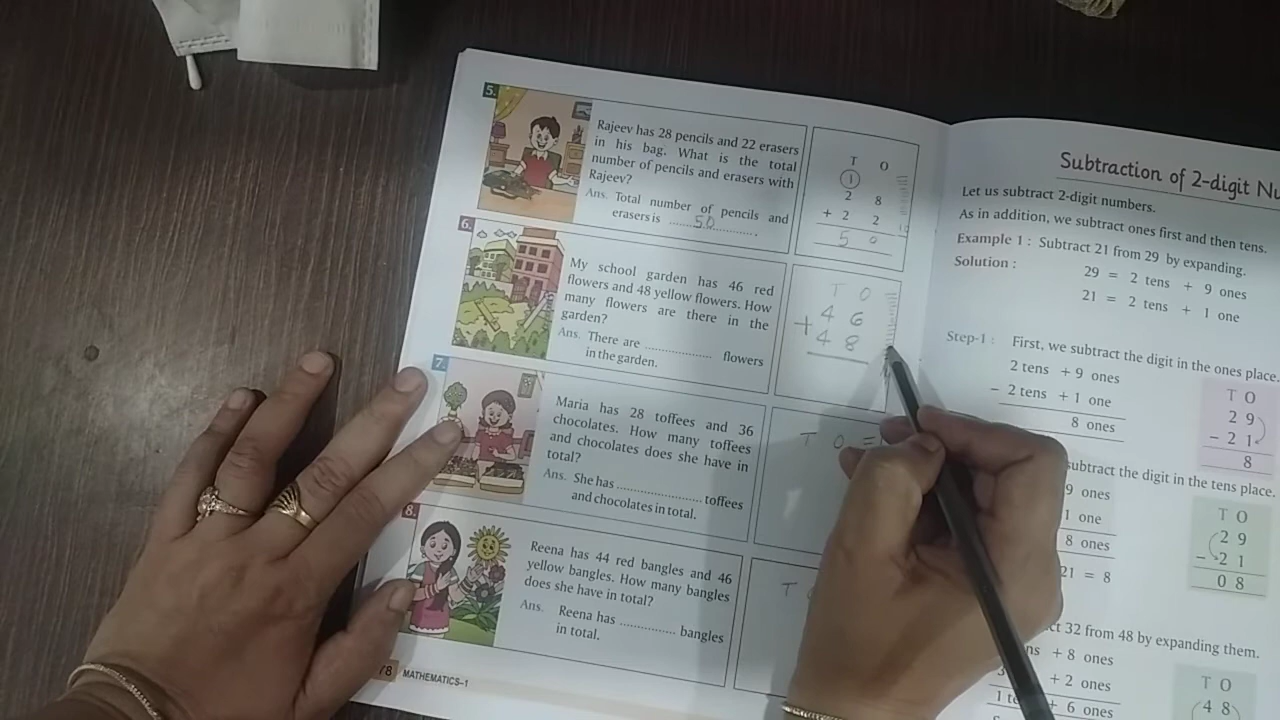 5.
Rajeev has 28 pencils and 22 erasers
in his bag. What is the total
number of pencils and erasers with
Rajeev?
Ans. Total number of pencils and
erasers is ....50.... .
T O
1
2 8
+ 2 2
5 0
6.
My school garden has 46 red
flowers and 48 yellow flowers. How
many flowers are there in the
garden?
Ans. There are ................ flowers
in the garden.
T O
4 6
+ 4 8
7.
Maria has 28 toffees and 36
chocolates. How many toffees
and chocolates does she have in
total?
Ans. She has ..................... toffees
and chocolates in total.
T O
8.
Reena has 44 red bangles and 46
yellow bangles. How many bangles
does she have in total?
Ans. Reena has .............. bangles
in total.
T
78 MATHEMATICS–1
Subtraction of 2-digit
Let us subtract 2-digit numbers.
As in addition, we subtract ones first and then tens.
Example 1 : Subtract 21 from 29 by expanding.
Solution :
29 = 2 tens + 9 ones
21 = 2 tens + 1 one
Step-1 : First, we subtract the digit in the ones place.
2 tens + 9 ones
− 2 tens + 1 one
8 ones
T O
2 9
− 2 1
8
subtract the digit in the tens place.
9 ones
1 one
8 ones
21 = 8
T O
2 9
− 2 1
0 8
32 from 48 by expanding them.
+ 8 ones
+ 2 ones
+ 6 ones
T O
4 8